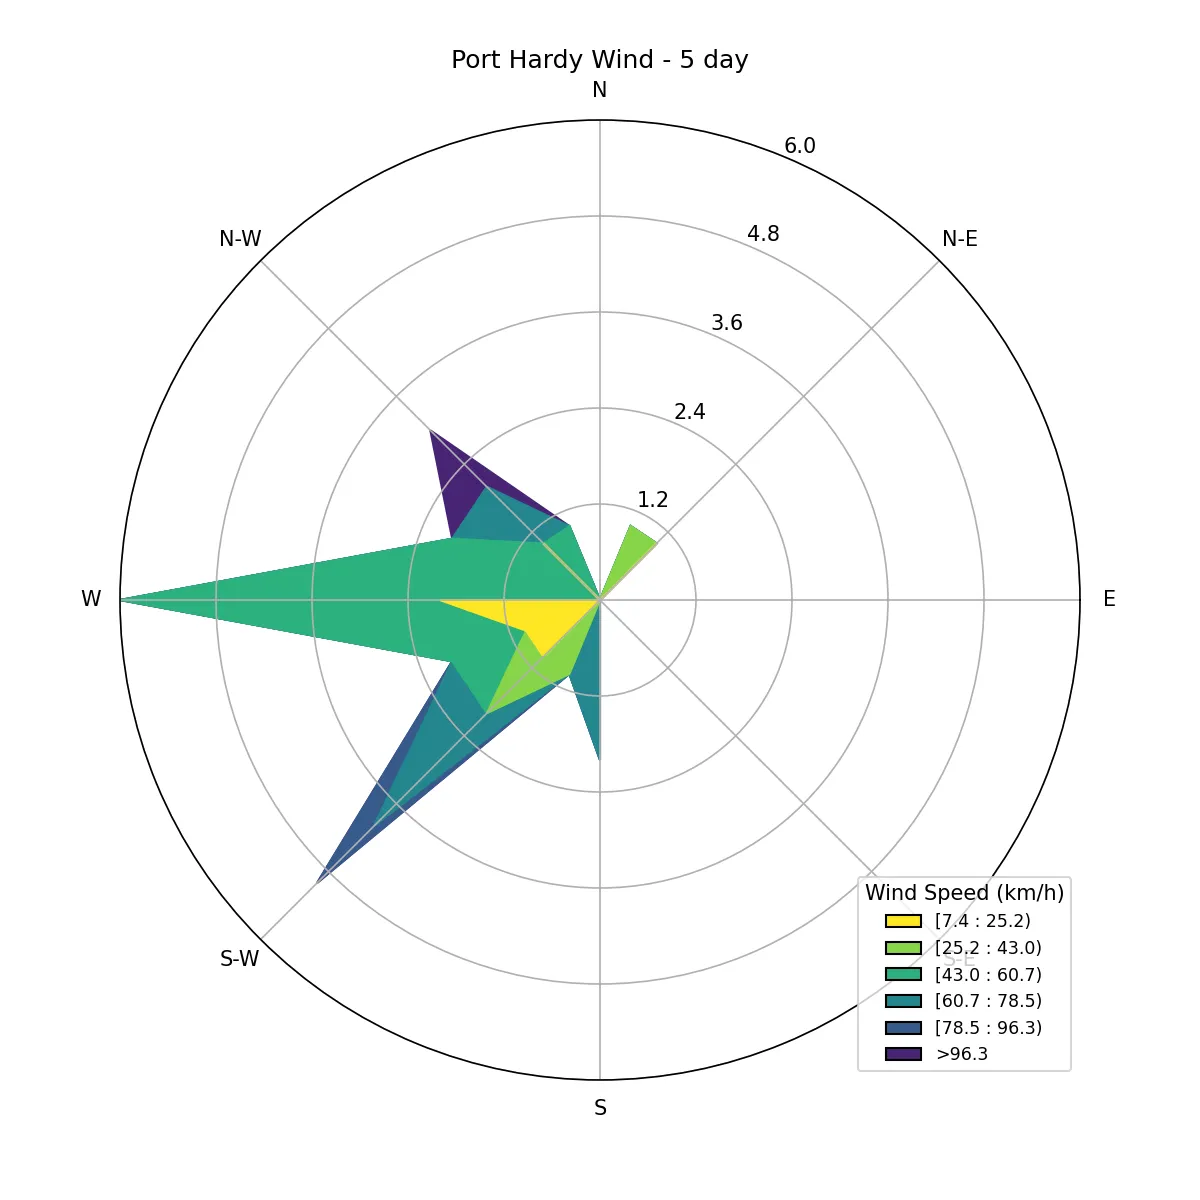 Port Hardy Wind - 5 day
N
6.0
4.8
N-W
N-E
3.6
2.4
1.2
W
E
Wind Speed (km/h)
[7.4 : 25.2)
[25.2 : 43.0)
[43.0 : 60.7)
[60.7 : 78.5)
[78.5 : 96.3)
>96.3
S-W
S-E
S